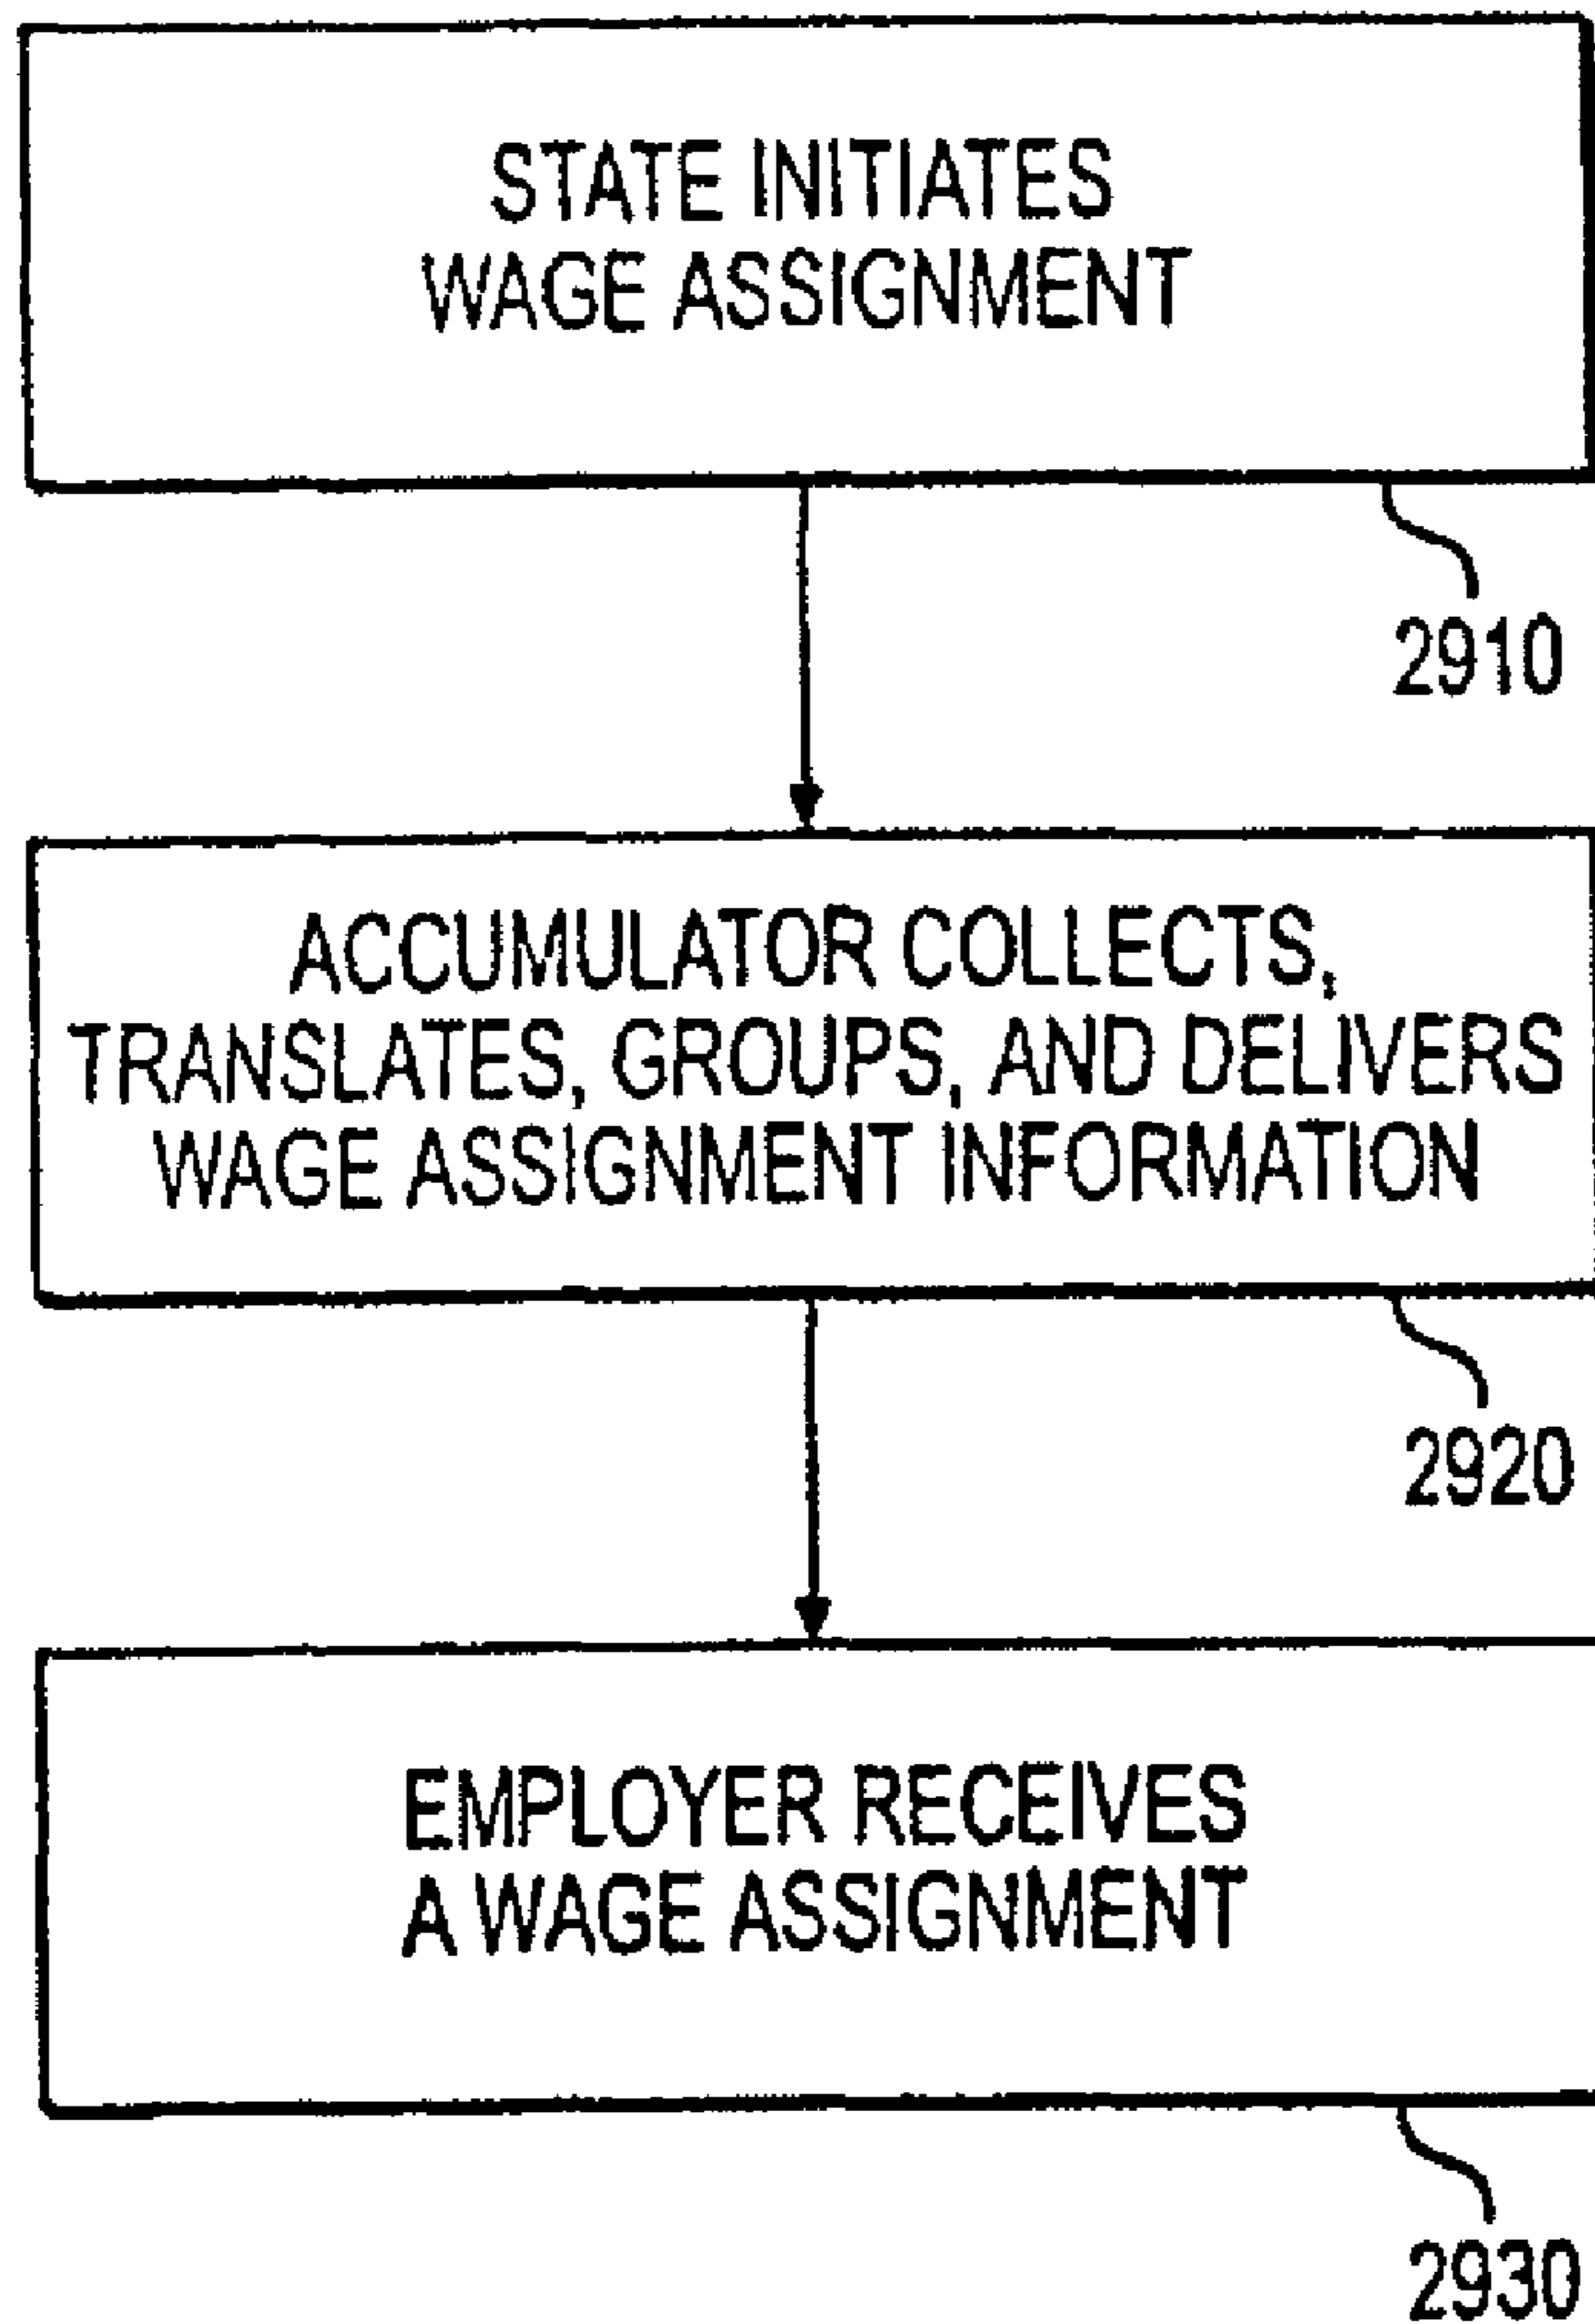 STATE INITIATES
WAGE ASSIGNMENT
2910
ACCUMULATOR COLLECTS,
TRANSLATES, GROUPS, AND DELIVERS
WAGE ASSIGNMENT INFORMATION
2920
EMPLOYER RECEIVES
A WAGE ASSIGNMENT
2930